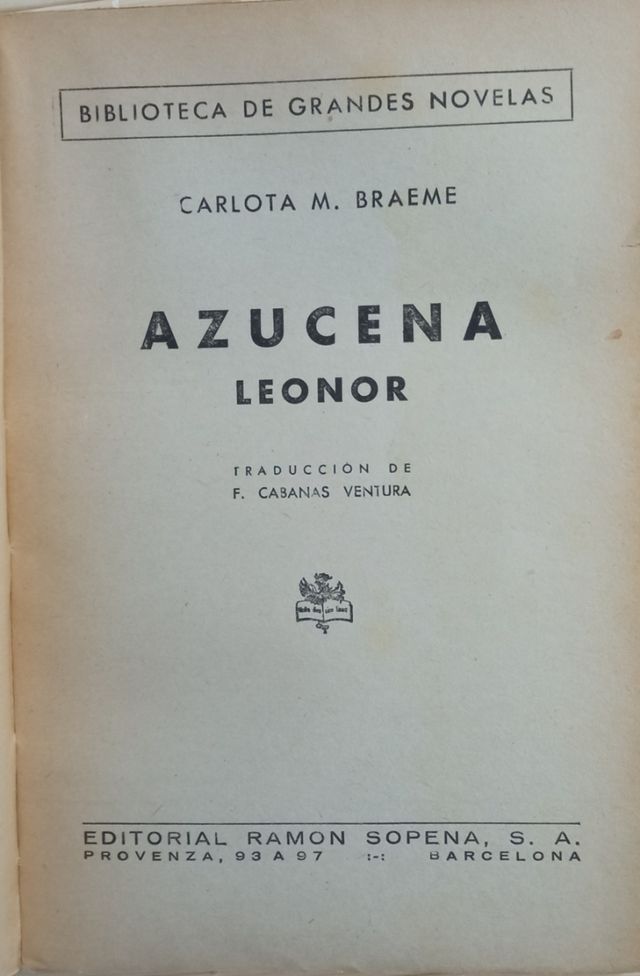 BIBLIOTECA DE GRANDES NOVELAS
CARLOTA M. BRAEME
AZUCENA
LEONOR
TRADUCCIÓN DE
F. CABANAS VENTURA
EDITORIAL RAMON SOPENA, S. A.
PROVENZA, 93 A 97 :-: BARCELONA